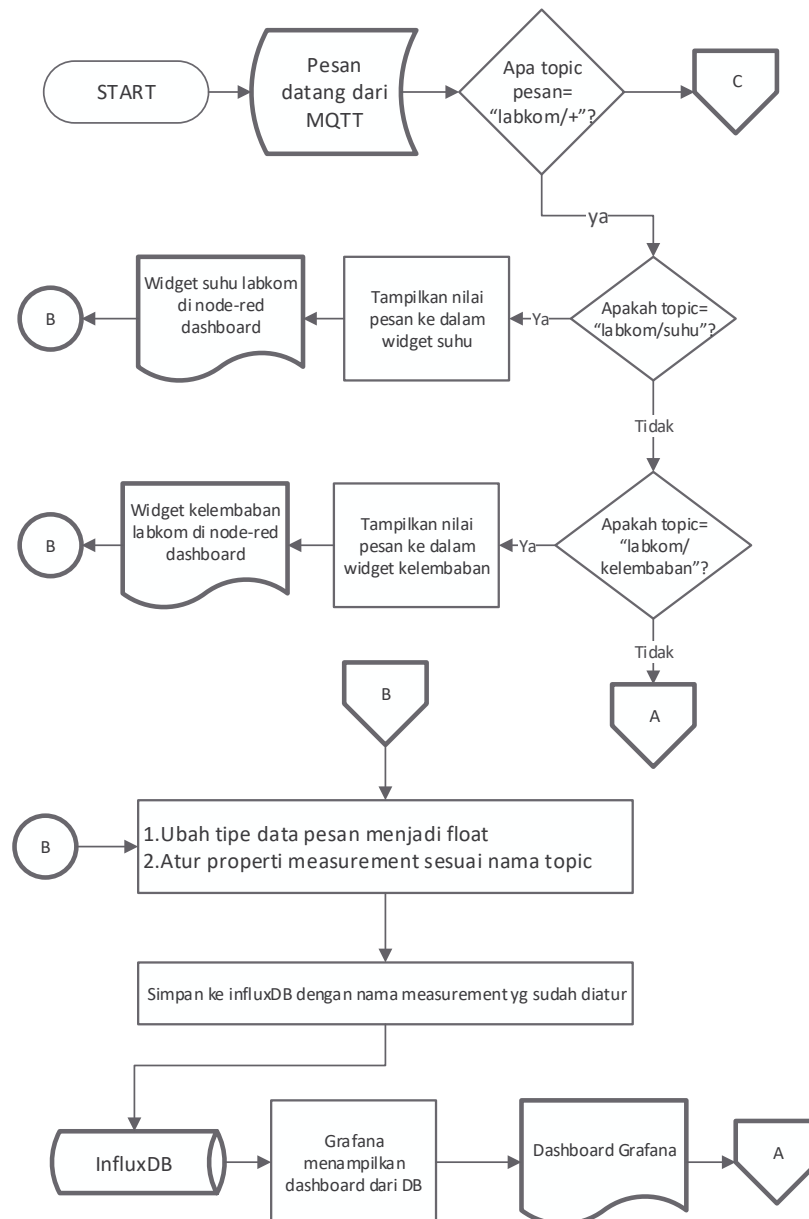 START
Pesan
datang dari
MQTT
Apa topic
pesan=
“labkom/+”?
C
ya
B
Widget suhu labkom
di node-red
dashboard
Tampilkan nilai
pesan ke dalam
widget suhu
Ya
Apakah topic=
“labkom/suhu”?
Tidak
B
Widget kelembaban
labkom di node-red
dashboard
Tampilkan nilai
pesan ke dalam
widget kelembaban
Ya
Apakah topic=
“labkom/
kelembaban”?
Tidak
B
A
B
1.Ubah tipe data pesan menjadi float
2.Atur properti measurement sesuai nama topic
Simpan ke influxDB dengan nama measurement yg sudah diatur
InfluxDB
Grafana
menampilkan
dashboard dari DB
Dashboard Grafana
A